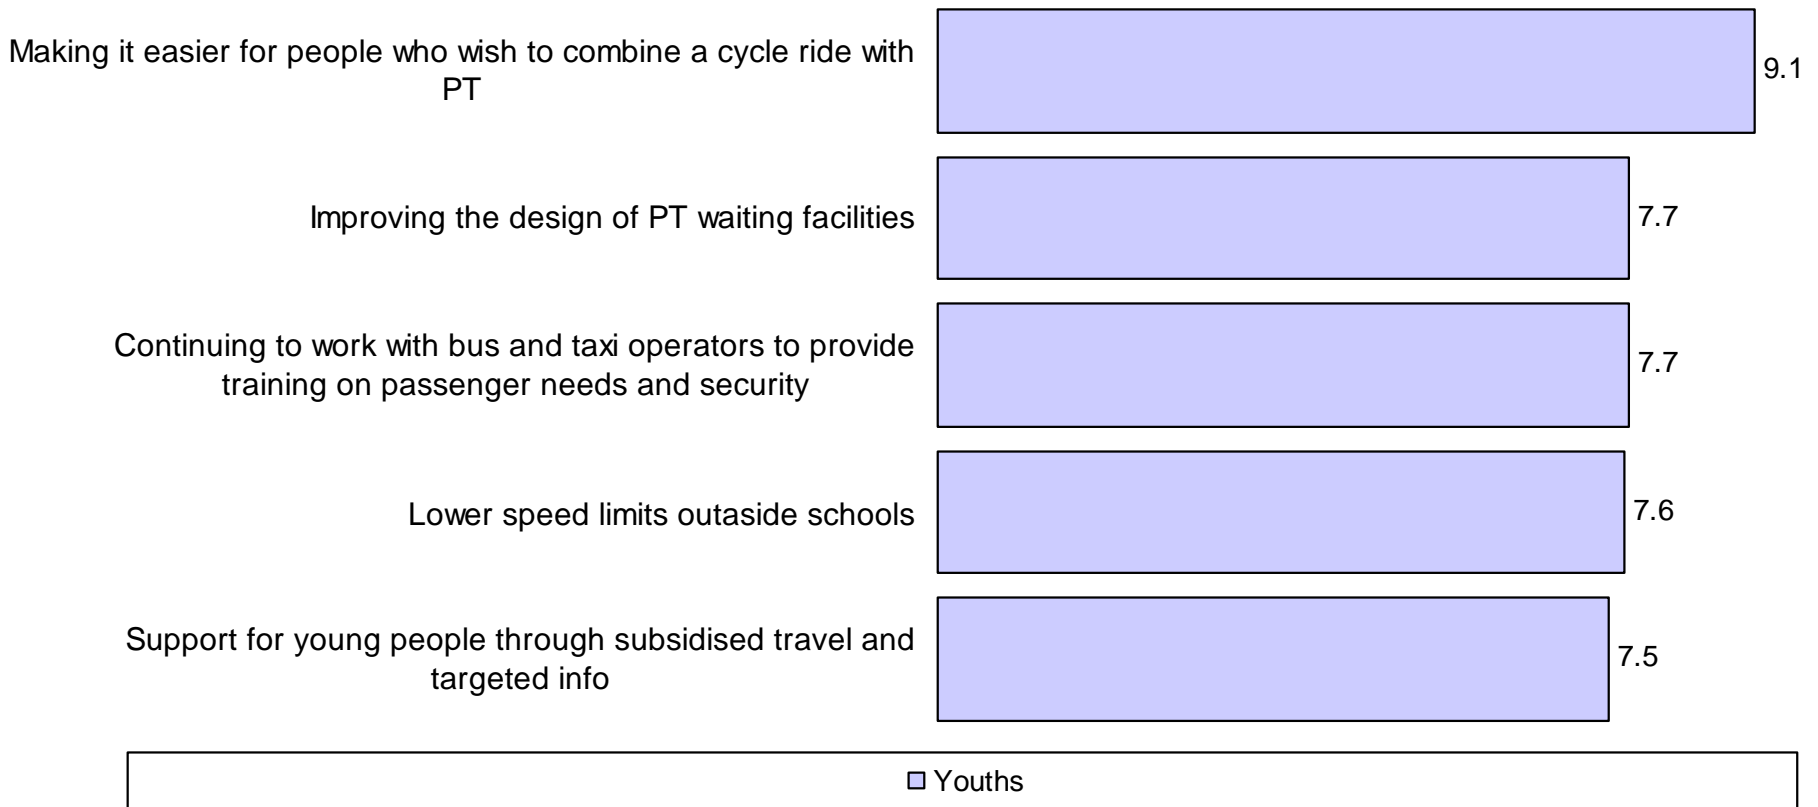 Making it easier for people who wish to combine a cycle ride with
PT
9.1
Improving the design of PT waiting facilities
7.7
Continuing to work with bus and taxi operators to provide
training on passenger needs and security
7.7
Lower speed limits outaside schools
7.6
Support for young people through subsidised travel and
targeted info
7.5
Youths